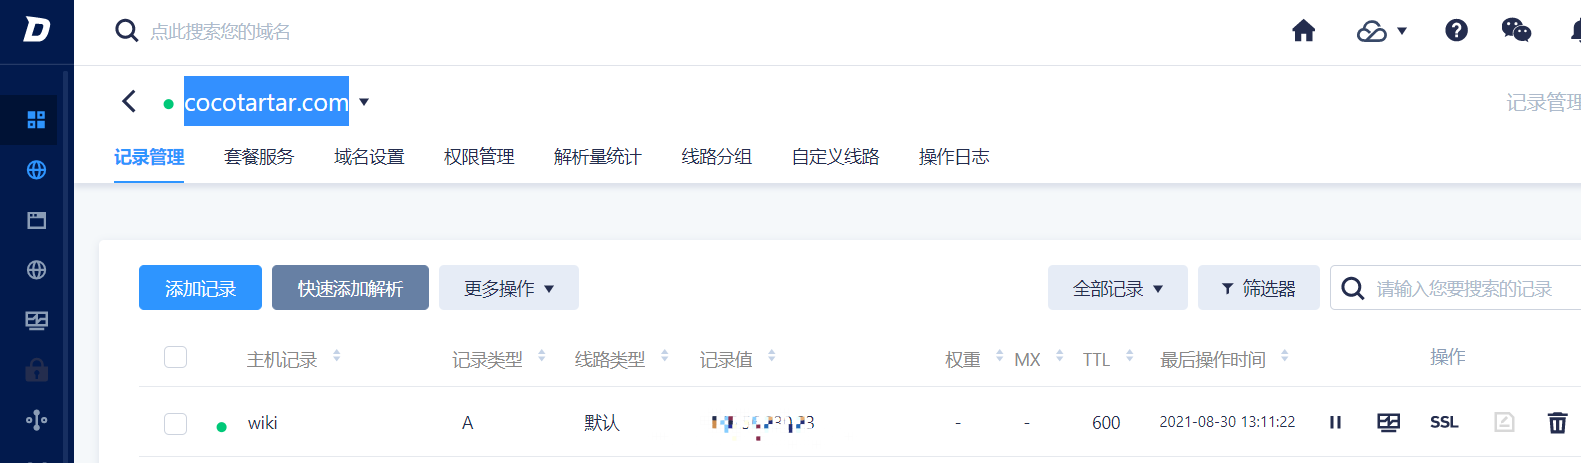 点此搜索您的域名
cocotartar.com
记录管理
记录管理 套餐服务 域名设置 权限管理 解析量统计 线路分组 自定义线路 操作日志
添加记录 快速添加解析 更多操作 全部记录 筛选器 请输入您要搜索的记录
主机记录 记录类型 线路类型 记录值 权重 MX TTL 最后操作时间 操作
wiki A 默认 - - 600 2021-08-30 13:11:22 SSL